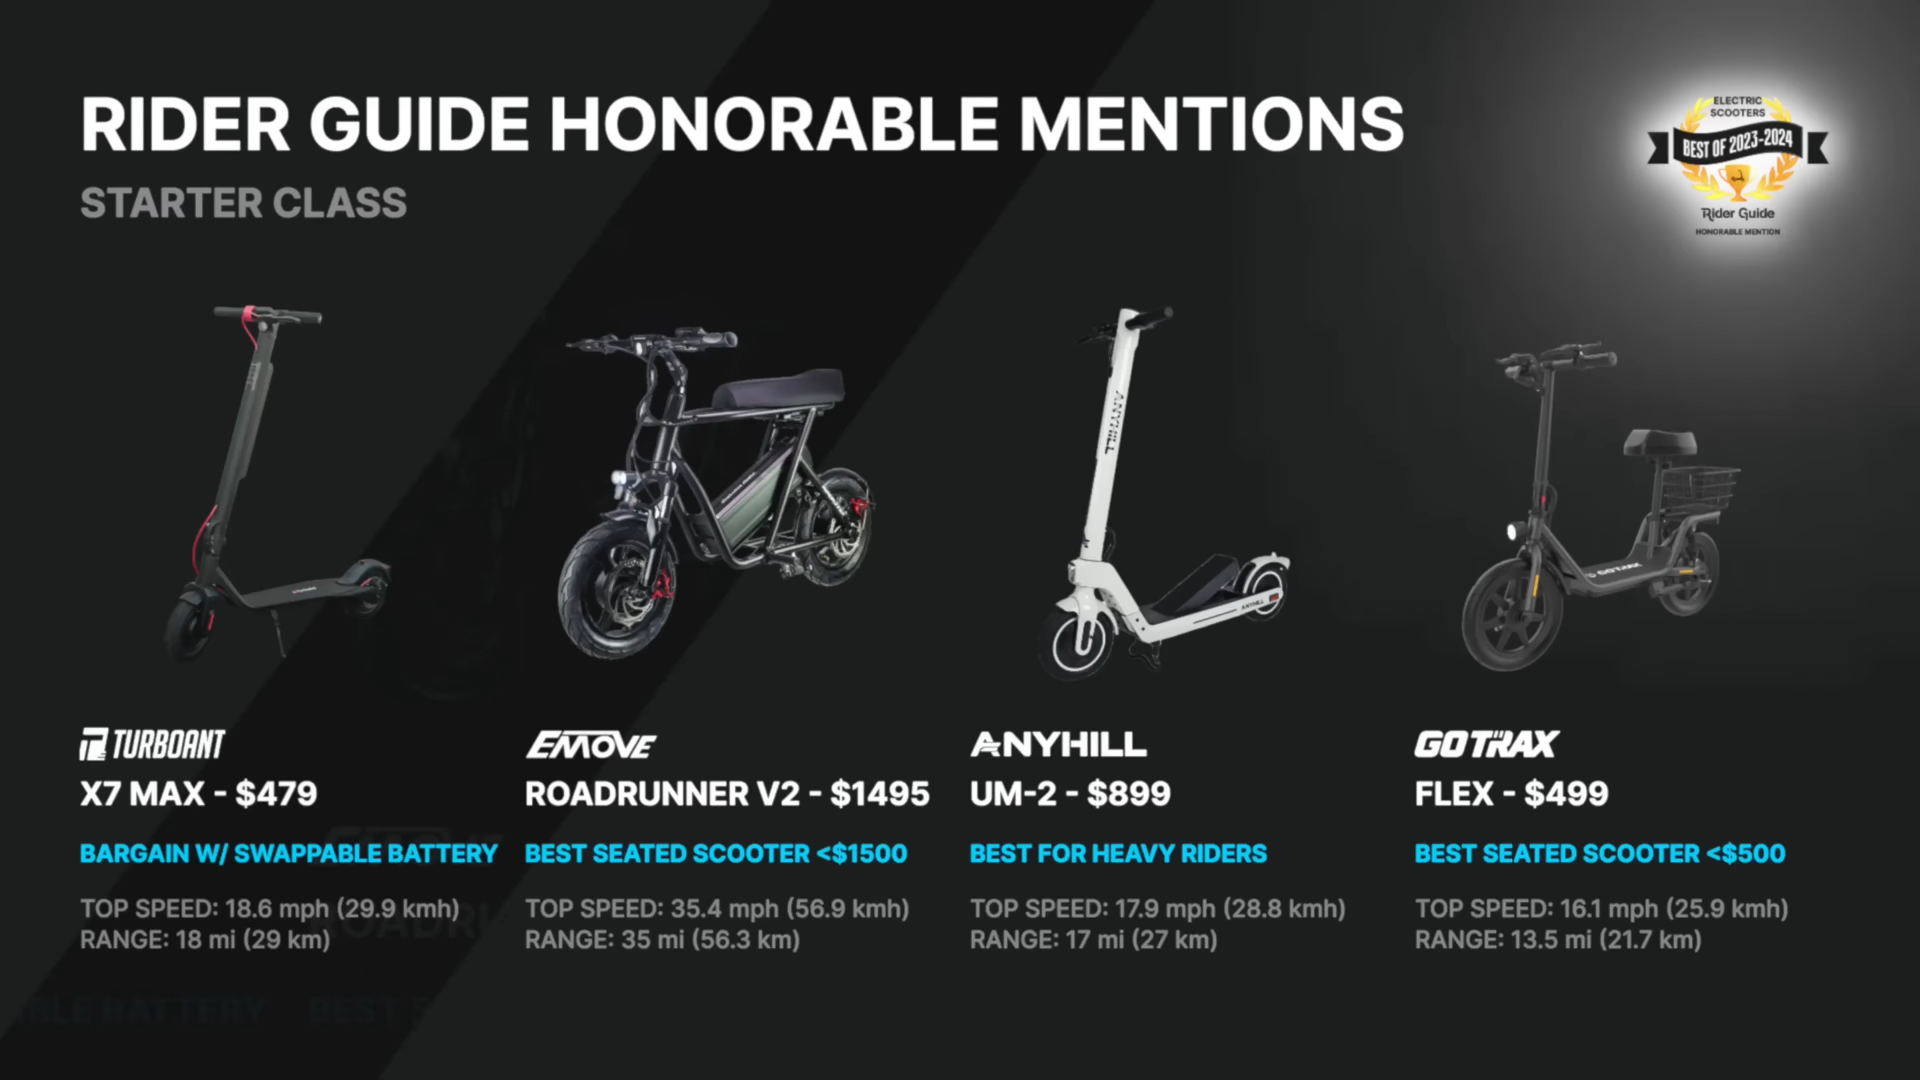 RIDER GUIDE HONORABLE MENTIONS
STARTER CLASS
ELECTRIC
SCOOTERS
BEST OF 2023-2024
Rider Guide
HONORABLE MENTION
ANYHILL
ANYHILL
GOTRAX
TURBOANT
X7 MAX - $479
BARGAIN W/ SWAPPABLE BATTERY
TOP SPEED: 18.6 mph (29.9 kmh)
RANGE: 18 mi (29 km)
EMOVE
ROADRUNNER V2 - $1495
BEST SEATED SCOOTER <$1500
TOP SPEED: 35.4 mph (56.9 kmh)
RANGE: 35 mi (56.3 km)
ANYHILL
UM-2 - $899
BEST FOR HEAVY RIDERS
TOP SPEED: 17.9 mph (28.8 kmh)
RANGE: 17 mi (27 km)
GOTRAX
FLEX - $499
BEST SEATED SCOOTER <$500
TOP SPEED: 16.1 mph (25.9 kmh)
RANGE: 13.5 mi (21.7 km)